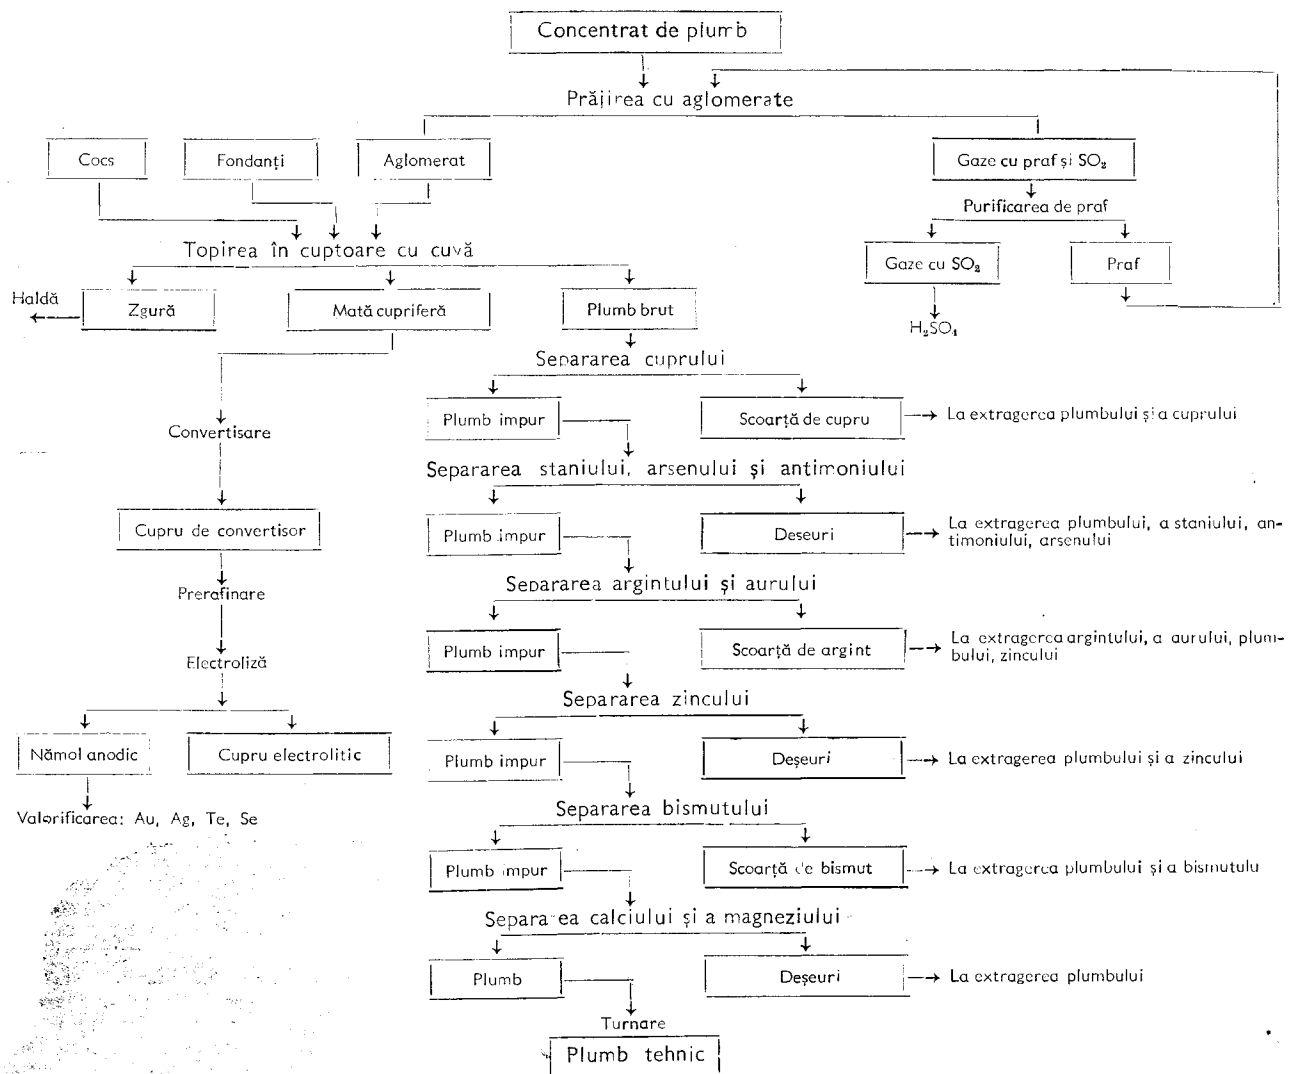 Concentrat de plumb
Prăjirea cu aglomerate
Cocs
Fondanți
Aglomerat
Gaze cu praf și SO₂
Purificarea de praf
Topirea în cuptoare cu cuvă
Gaze cu SO₂
Praf
Haldă
Zgură
Mată cupriferă
Plumb brut
H₂SO₄
Separarea cuprului
Plumb impur
Scoarță de cupru
La extragerea plumbului și a cuprului
Convertisare
Separarea staniului, arsenului și antimoniului
Cupru de convertisor
Plumb impur
Deseuri
La extragerea plumbului, a staniului, an-
timoniului, arsenului
Prerafinare
Separarea argintului și aurului
Electroliză
Plumb impur
Scoarță de argint
La extragerea argintului, a aurului, plum-
bului, zincului
Separarea zincului
Nămol anodic
Cupru electrolitic
Plumb impur
Deșeuri
La extragerea plumbului și a zincului
Valorificarea: Au, Ag, Te, Se
Separarea bismutului
Plumb impur
Scoarță de bismut
La extragerea plumbului și a bismutulu
Separarea calciului și a magneziului
Plumb
Deșeuri
La extragerea plumbului
Turnare
Plumb tehnic